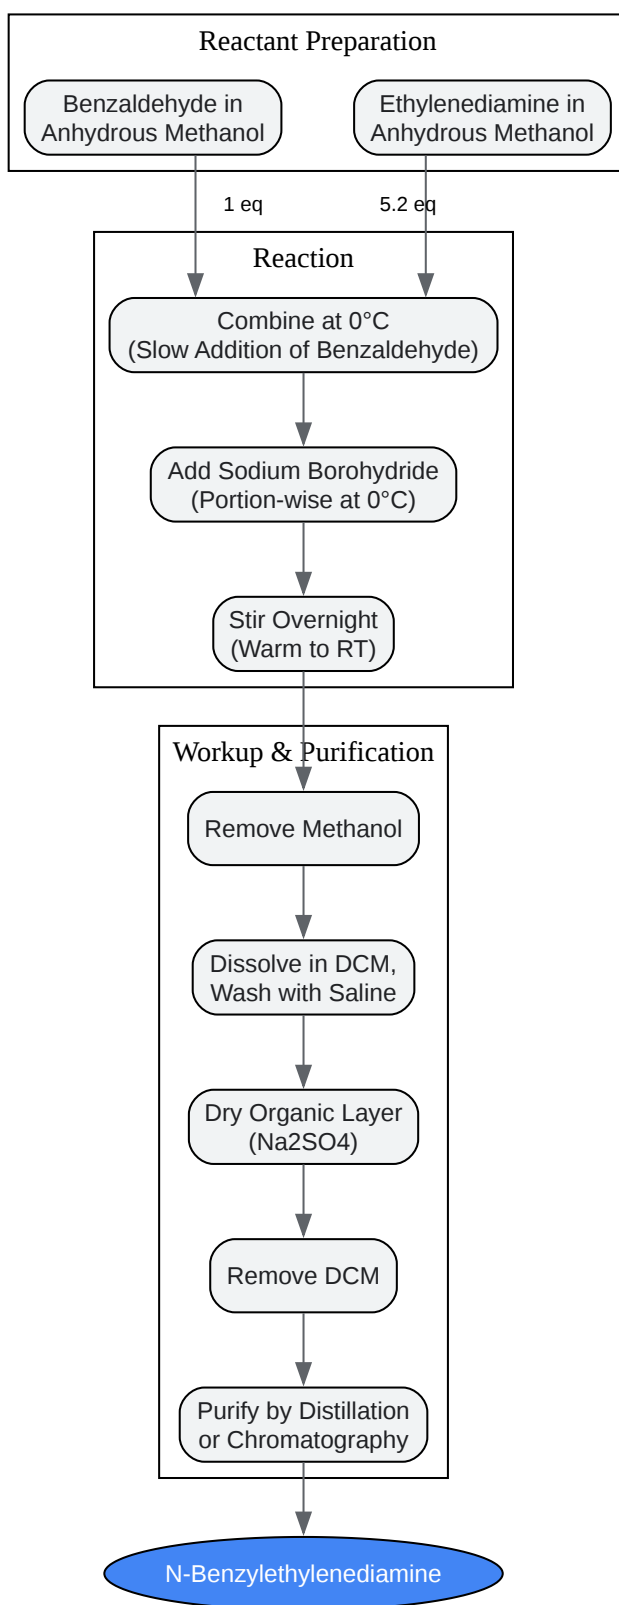 Reactant Preparation
Benzaldehyde in
Anhydrous Methanol
Ethylenediamine in
Anhydrous Methanol
1 eq
5.2 eq
Reaction
Combine at 0°C
(Slow Addition of Benzaldehyde)
Add Sodium Borohydride
(Portion-wise at 0°C)
Stir Overnight
(Warm to RT)
Workup & Purification
Remove Methanol
Dissolve in DCM,
Wash with Saline
Dry Organic Layer
(Na2SO4)
Remove DCM
Purify by Distillation
or Chromatography
N-Benzylethylenediamine